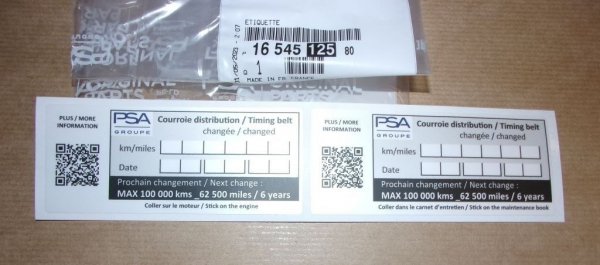 ETIQUETTE
P 16 545 125 80
Q 1
MADE IN FR FRANCE
ORIGINAL
PLUS / MORE
INFORMATION
PSA
GROUPE
Courroie distribution / Timing belt
changée / changed
km/miles
Date
Prochain changement / Next change :
MAX 100 000 kms _62 500 miles / 6 years
Coller sur le moteur / Stick on the engine
PLUS / MORE
INFORMATION
PSA
GROUPE
Courroie distribution / Timing belt
changée / changed
km/miles
Date
Prochain changement / Next change :
MAX 100 000 kms _62 500 miles / 6 years
Coller dans le carnet d'entretien / Stick on the maintenance book